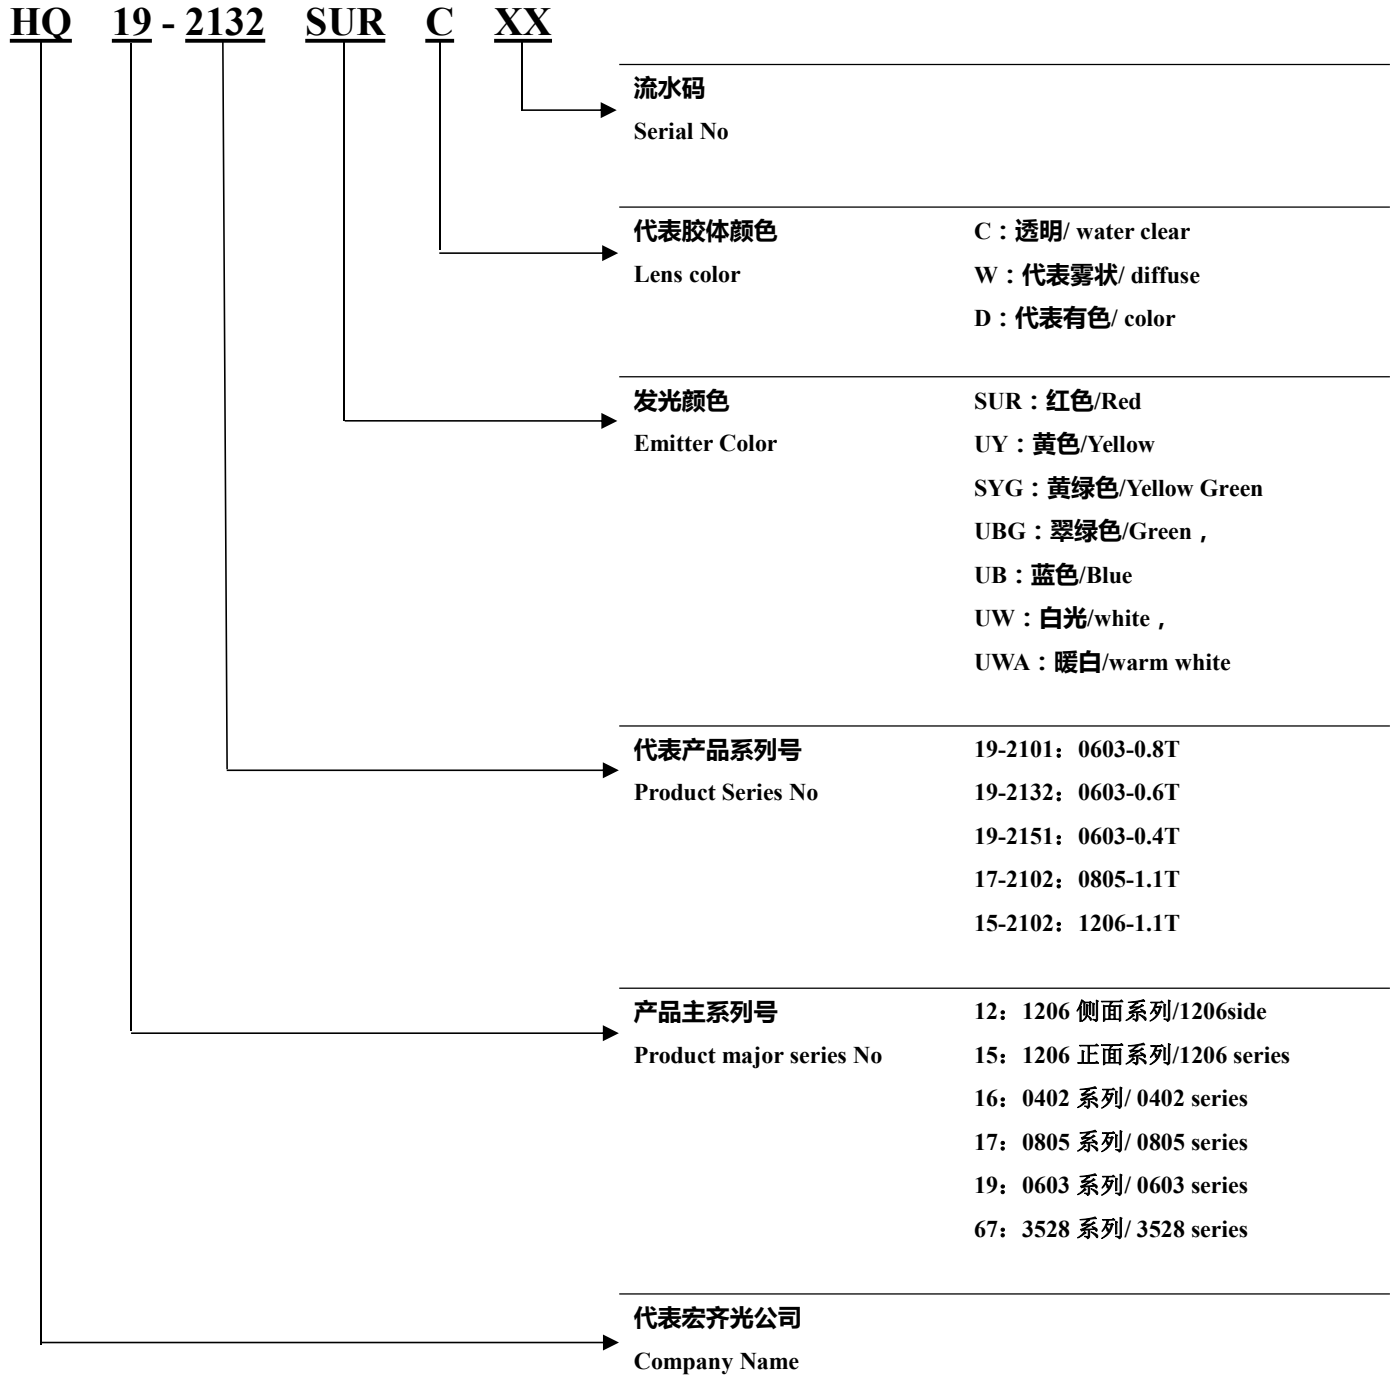 HQ 19 - 2132 SUR C XX
流水码
Serial No
代表胶体颜色
Lens color
C：透明/ water clear
W：代表雾状/ diffuse
D：代表有色/ color
发光颜色
Emitter Color
SUR：红色/Red
UY：黄色/Yellow
SYG：黄绿色/Yellow Green
UBG：翠绿色/Green，
UB：蓝色/Blue
UW：白光/white，
UWA：暖白/warm white
代表产品系列号
Product Series No
19-2101：0603-0.8T
19-2132：0603-0.6T
19-2151：0603-0.4T
17-2102：0805-1.1T
15-2102：1206-1.1T
产品主系列号
Product major series No
12：1206 侧面系列/1206side
15：1206 正面系列/1206 series
16：0402 系列/ 0402 series
17：0805 系列/ 0805 series
19：0603 系列/ 0603 series
67：3528 系列/ 3528 series
代表宏齐光公司
Company Name